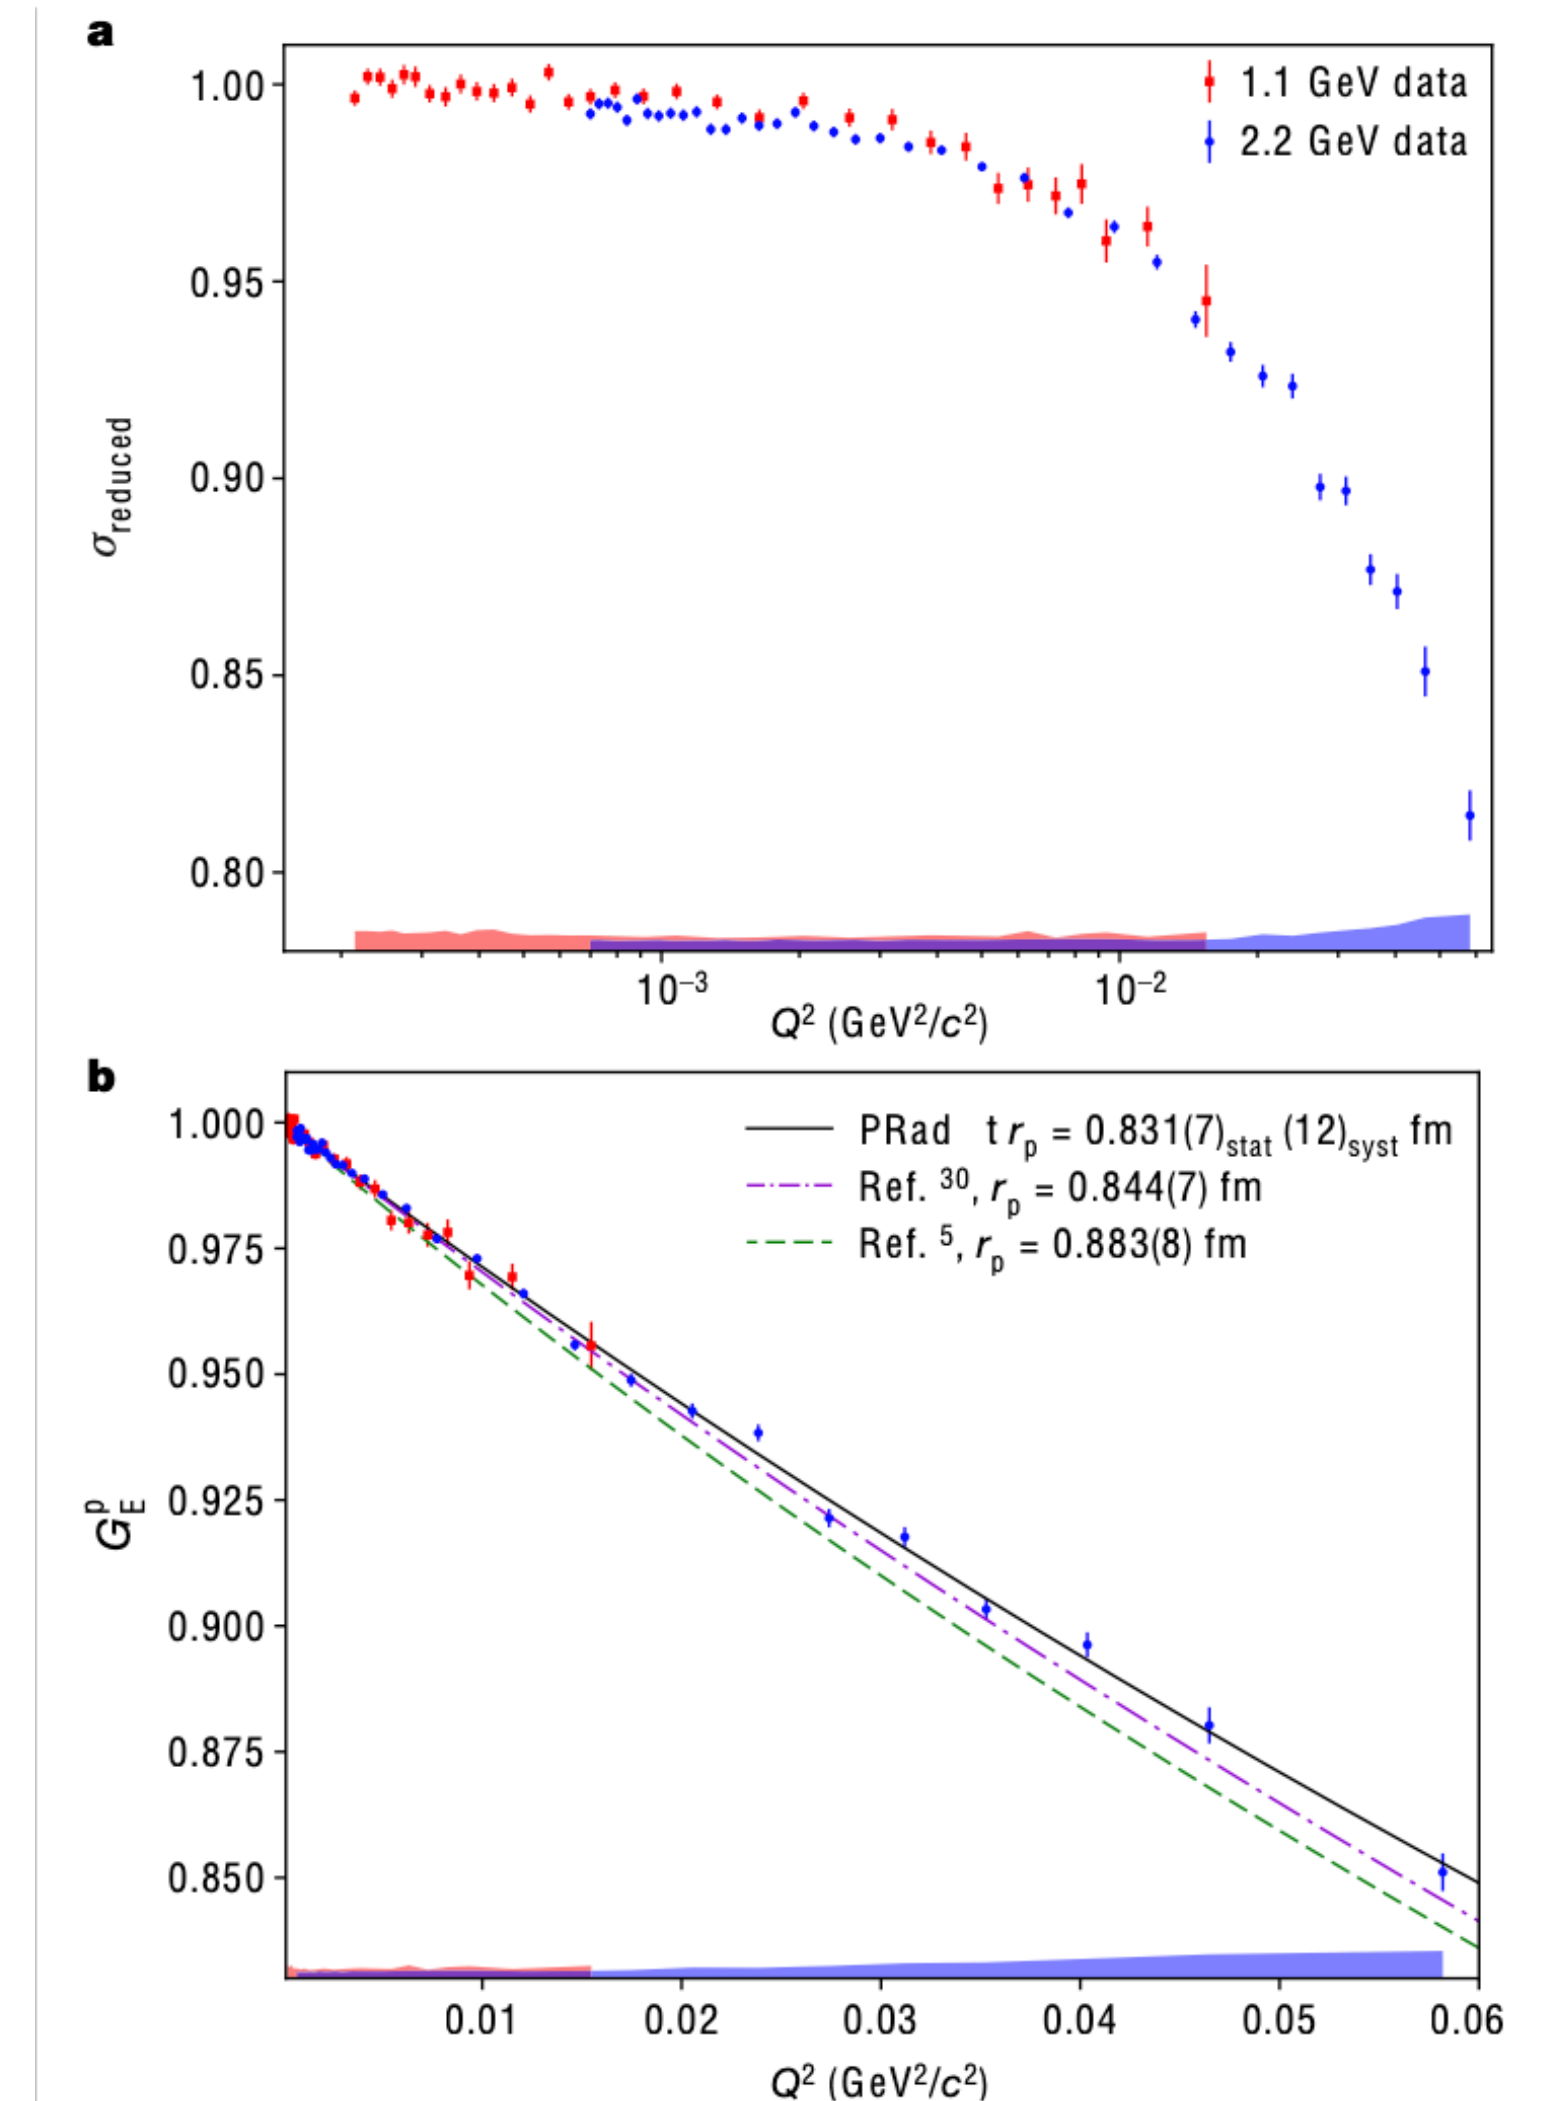 a
1.00
0.95
0.90
0.85
0.80
σreduced
1.1 GeV data
2.2 GeV data
10⁻³ 10⁻²
Q² (GeV²/c²)
b
1.000
0.975
0.950
0.925
0.900
0.875
0.850
GᵖE
PRad t rp = 0.831(7)stat (12)syst fm
Ref. ³⁰, rp = 0.844(7) fm
Ref. ⁵, rp = 0.883(8) fm
0.01 0.02 0.03 0.04 0.05 0.06
Q² (GeV²/c²)